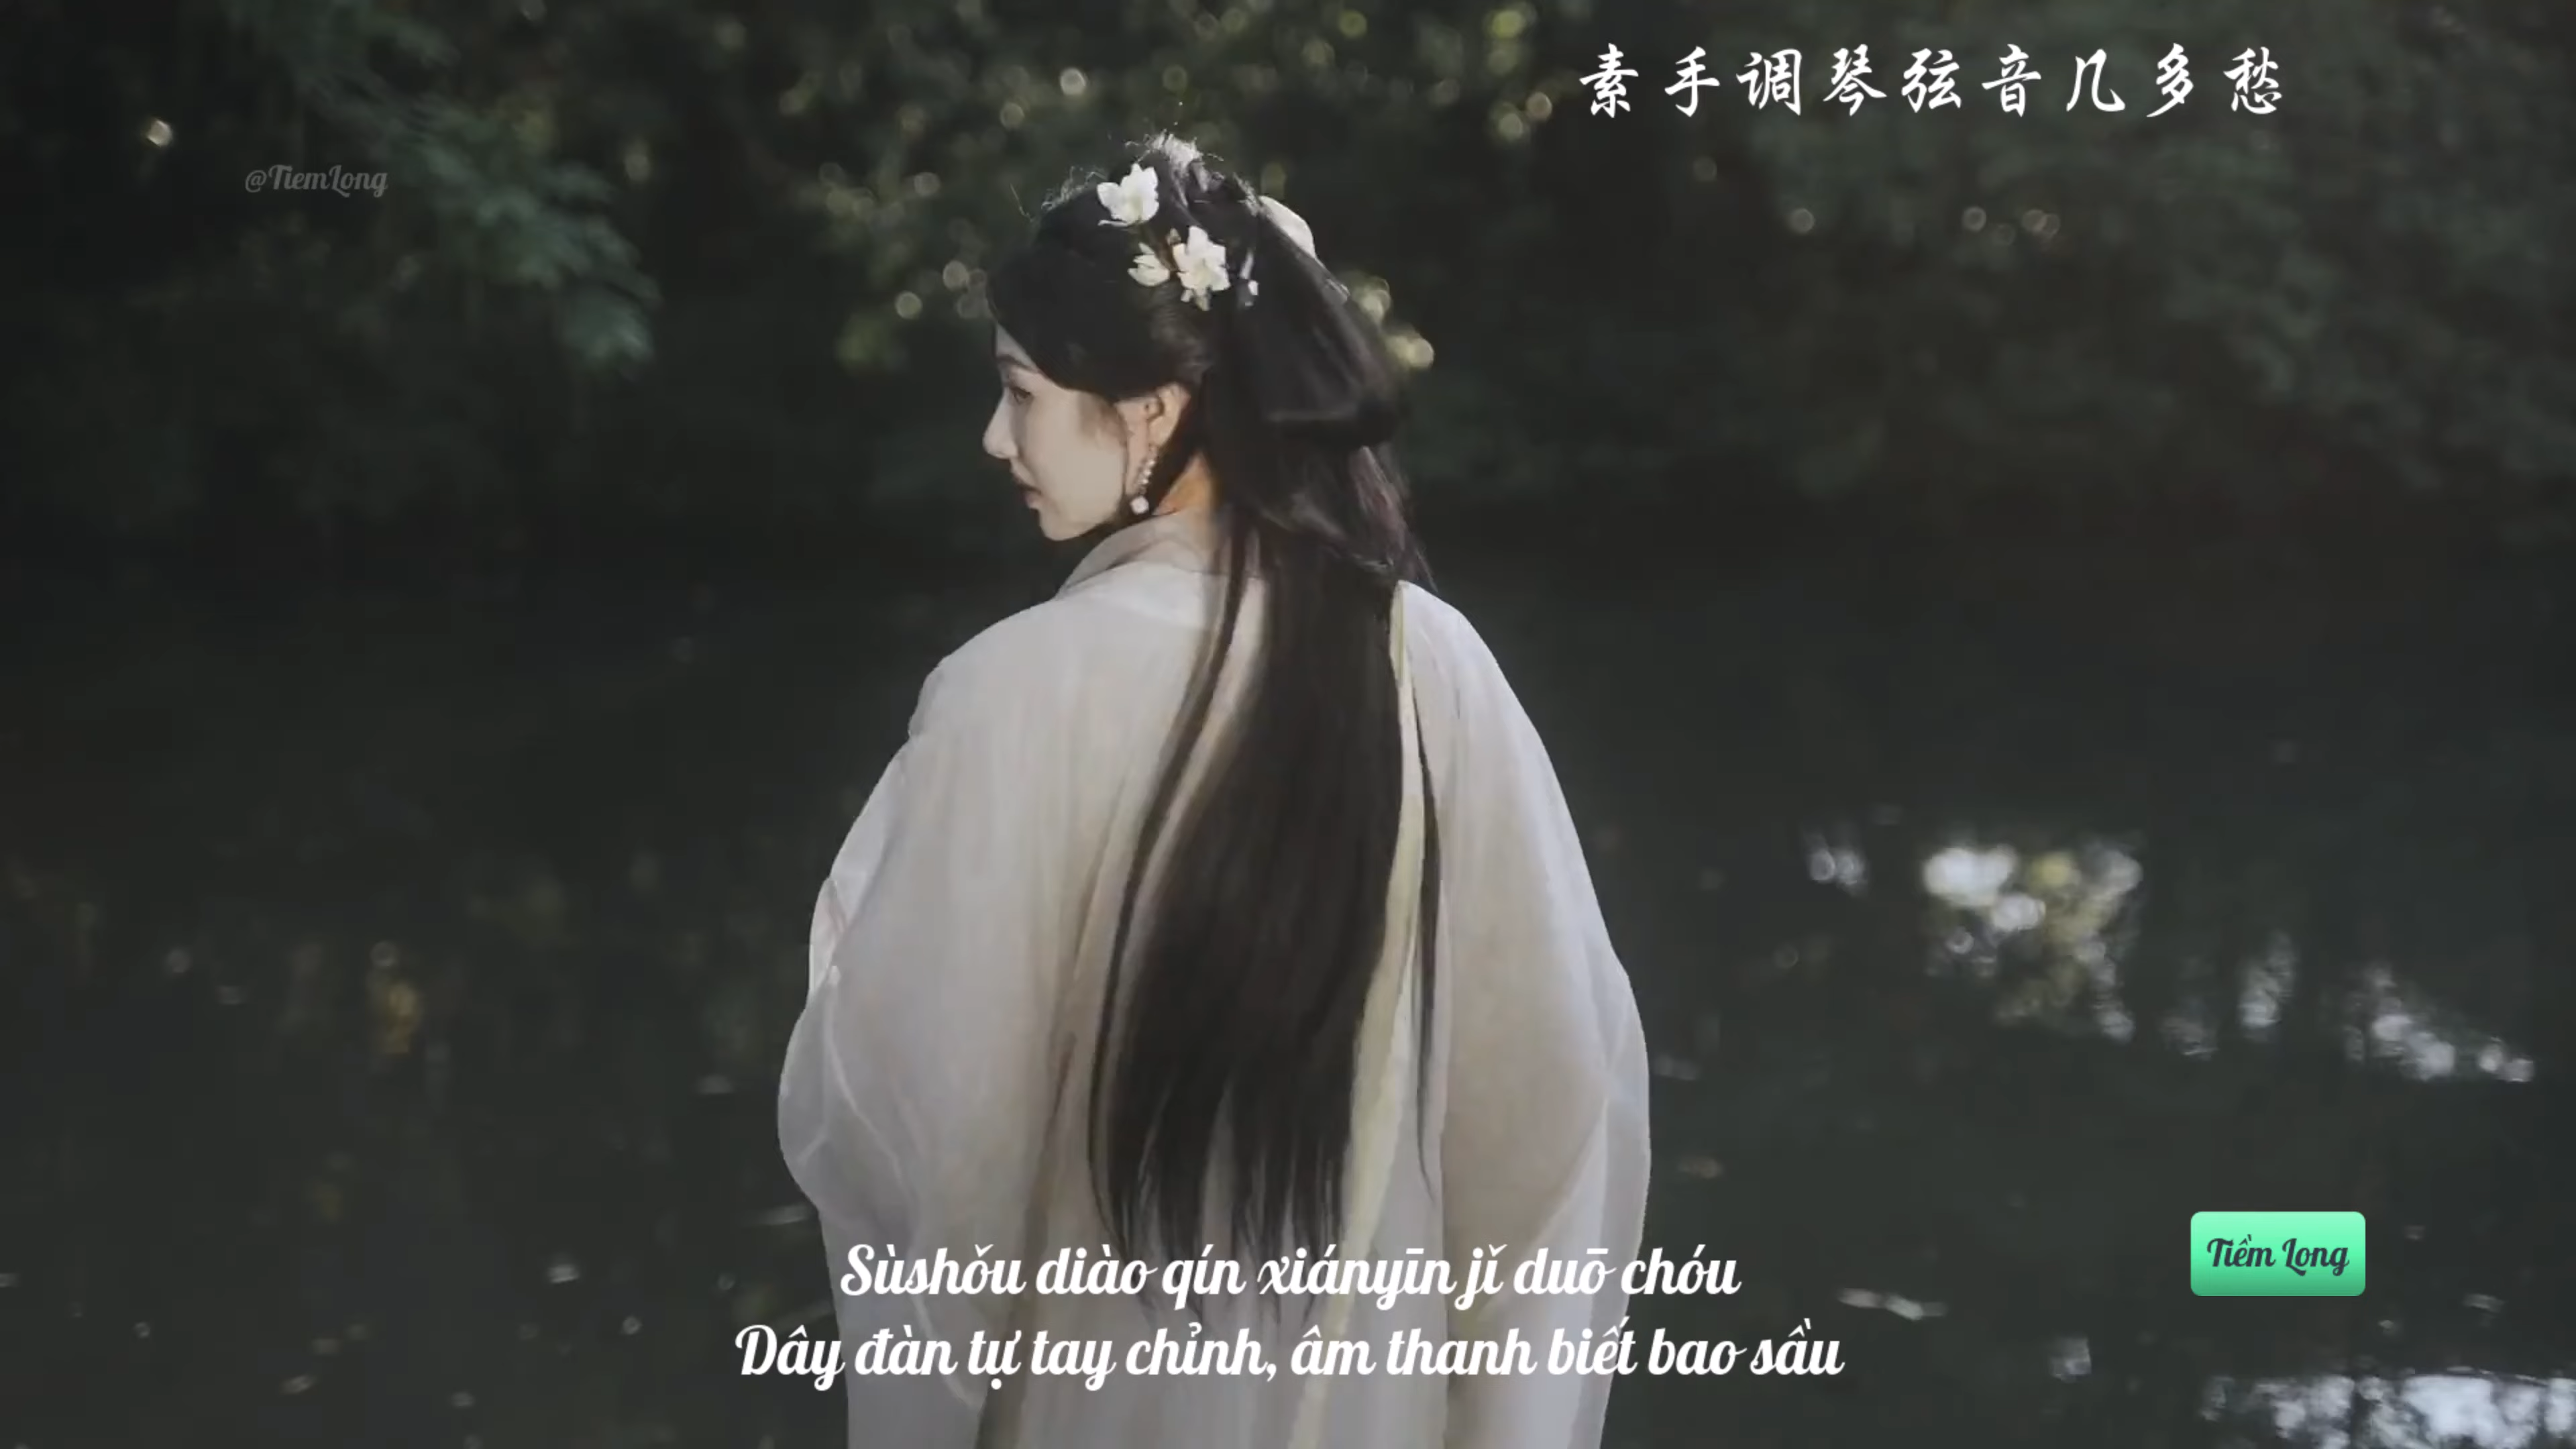 素手调琴弦音几多愁
@TiemLong
Tiềm Long
Sùshǒu diào qín xiányīn jǐ duō chóu
Dây đàn tự tay chỉnh, âm thanh biết bao sầu